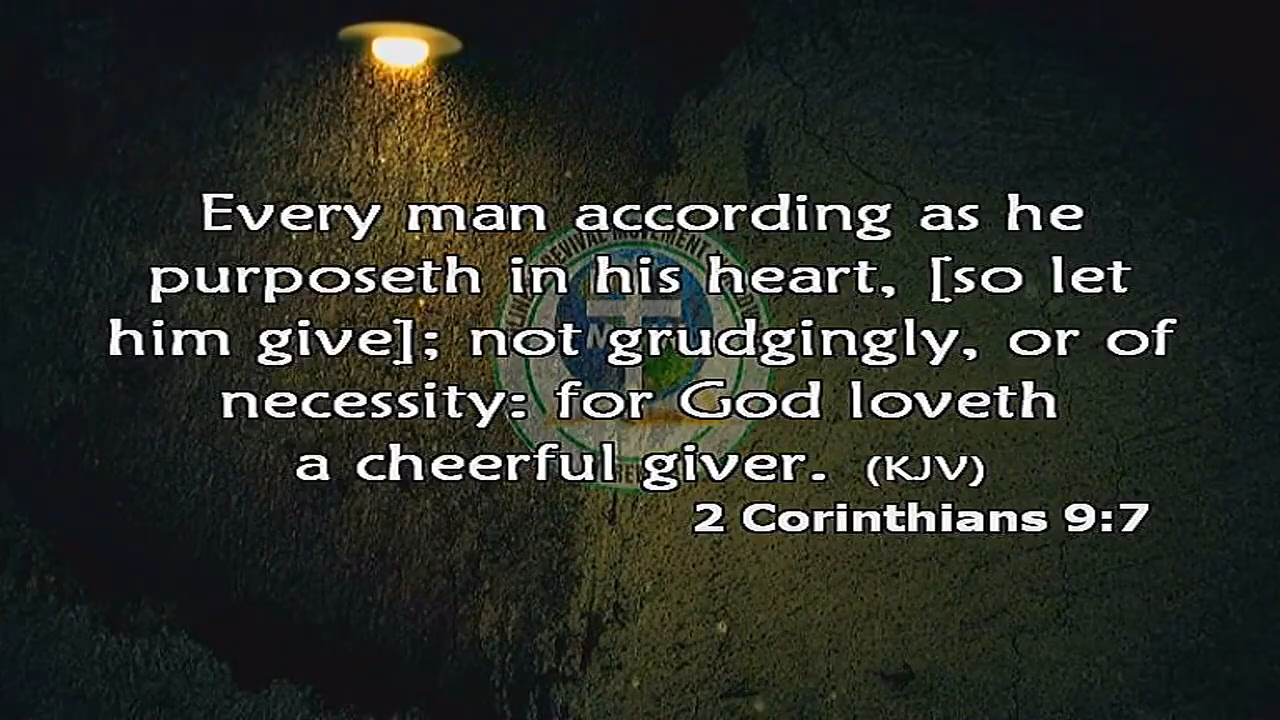 Every man according as he
purposeth in his heart, [so let
him give]; not grudgingly, or of
necessity: for God loveth
a cheerful giver. (KJV)
2 Corinthians 9:7